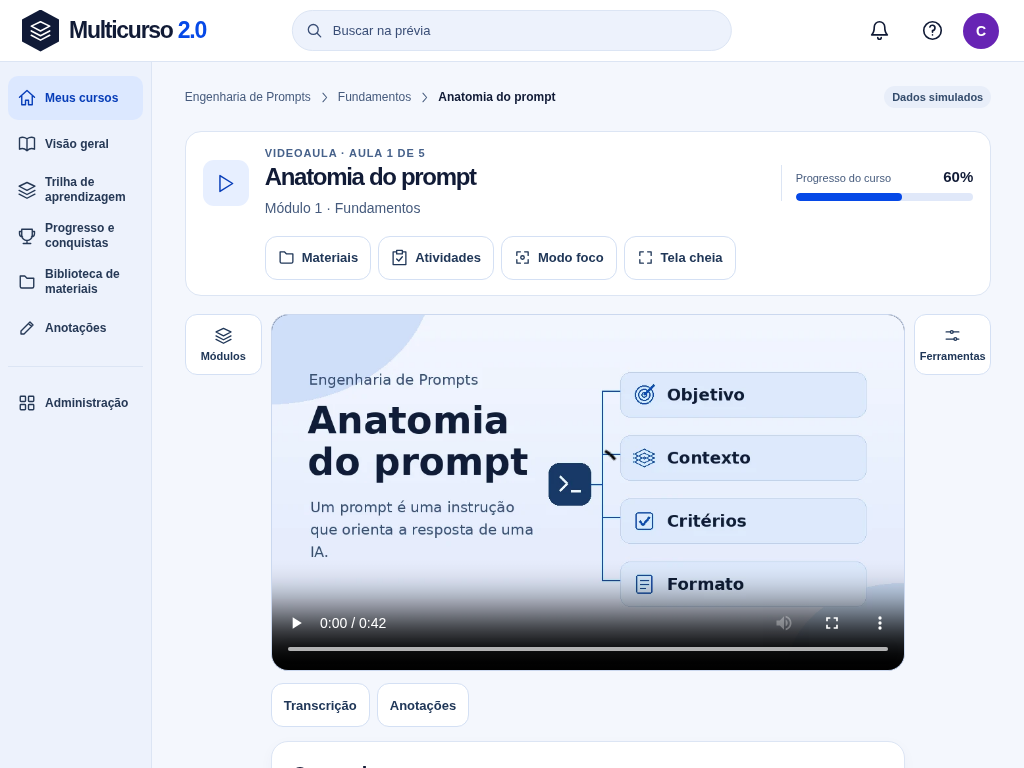 Multicurso 2.0
Buscar na prévia
C
Meus cursos
Visão geral
Trilha de
aprendizagem
Progresso e
conquistas
Biblioteca de
materiais
Anotações
Administração
Engenharia de Prompts
Fundamentos
Anatomia do prompt
Dados simulados
VIDEOAULA · AULA 1 DE 5
Anatomia do prompt
Módulo 1 · Fundamentos
Progresso do curso
60%
Materiais
Atividades
Modo foco
Tela cheia
Módulos
Ferramentas
Engenharia de Prompts
Anatomia
do prompt
Um prompt é uma instrução
que orienta a resposta de uma
IA.
Objetivo
Contexto
Critérios
Formato
0:00 / 0:42
Transcrição
Anotações